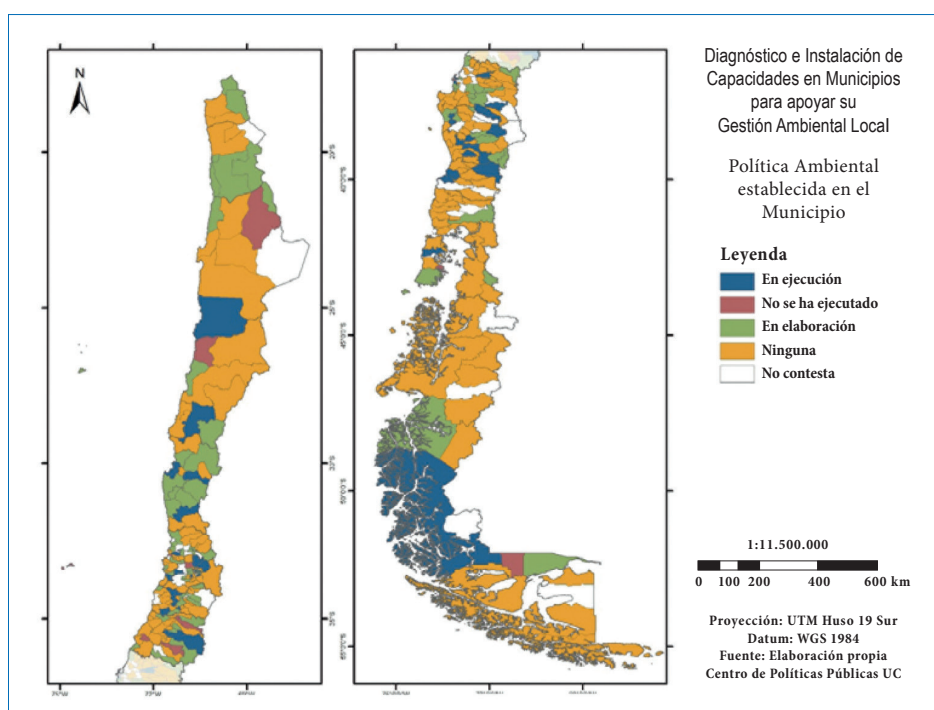 N
Diagnóstico e Instalación de
Capacidades en Municipios
para apoyar su
Gestión Ambiental Local
Política Ambiental
establecida en el
Municipio
Leyenda
En ejecución
No se ha ejecutado
En elaboración
Ninguna
No contesta
1:11.500.000
0 100 200 400 600 km
Proyección: UTM Huso 19 Sur
Datum: WGS 1984
Fuente: Elaboración propia
Centro de Políticas Públicas UC